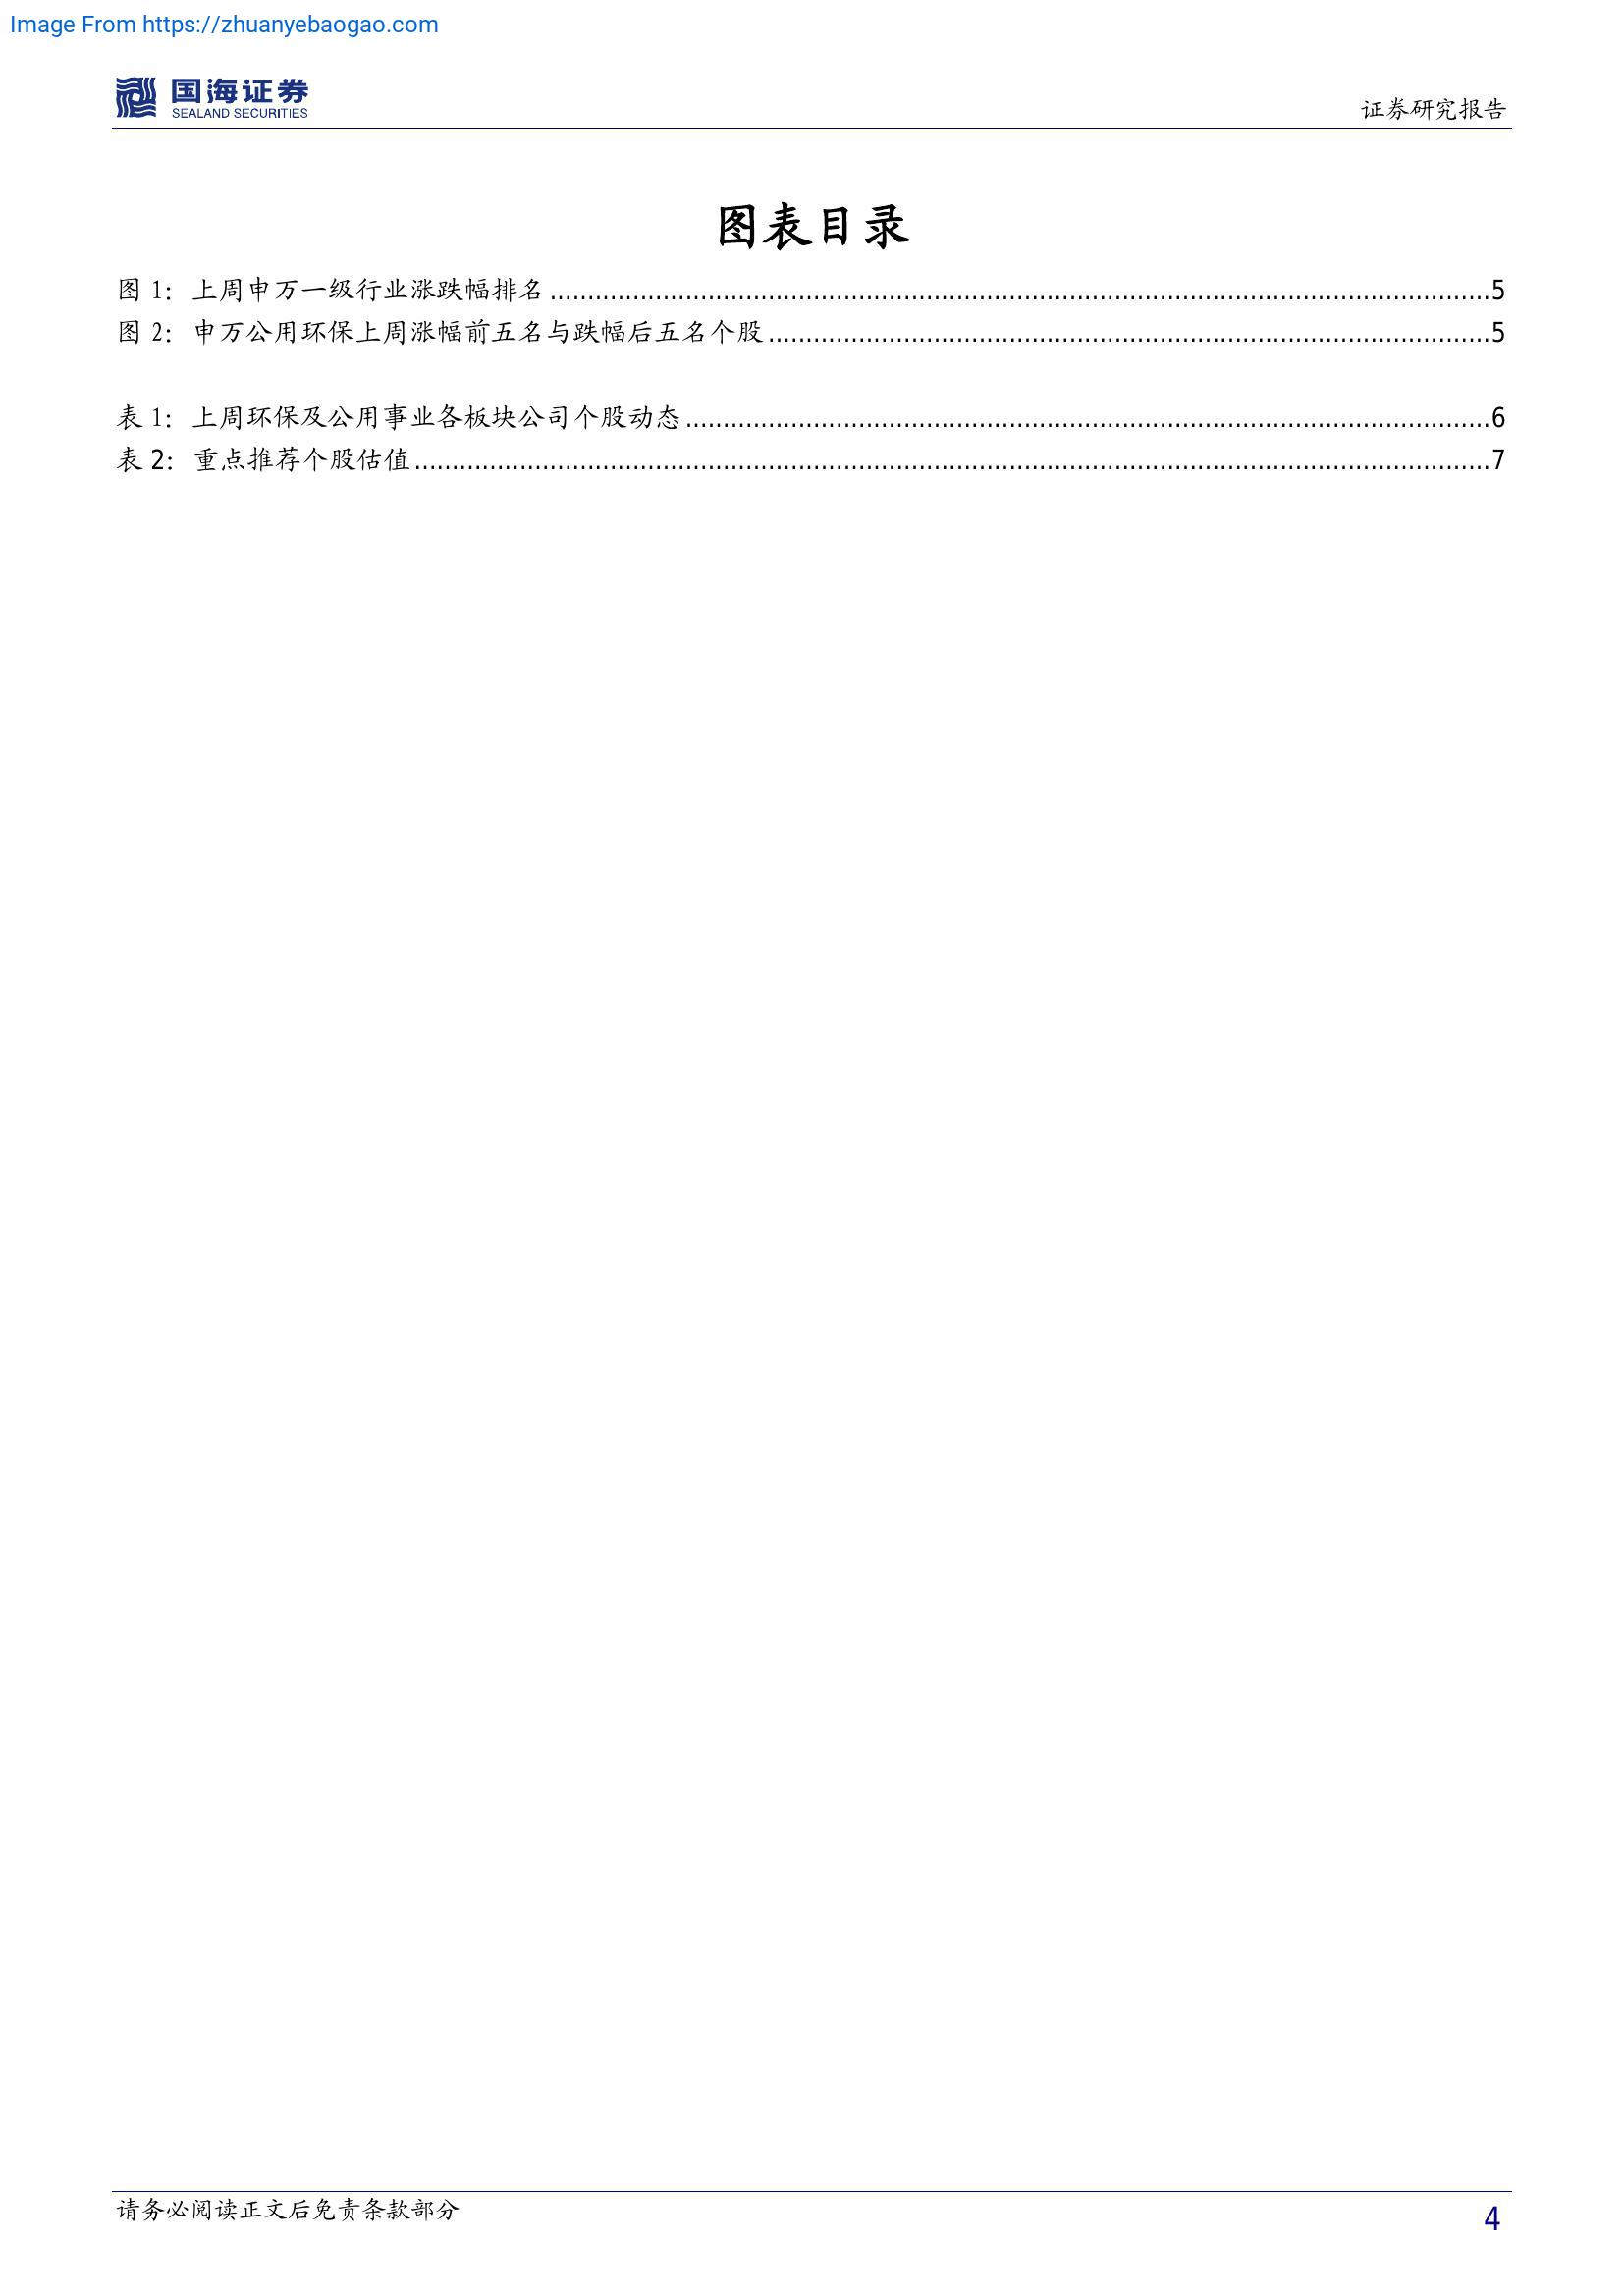 Image From https://zhuanyebaogao.com
国海证券
SEALAND SECURITIES
证券研究报告
图表目录
图 1：上周申万一级行业涨跌幅排名........................................5
图 2：申万公用环保上周涨幅前五名与跌幅后五名个股........................................5
表 1：上周环保及公用事业各板块公司个股动态........................................6
表 2：重点推荐个股估值........................................7
请务必阅读正文后免责条款部分
4